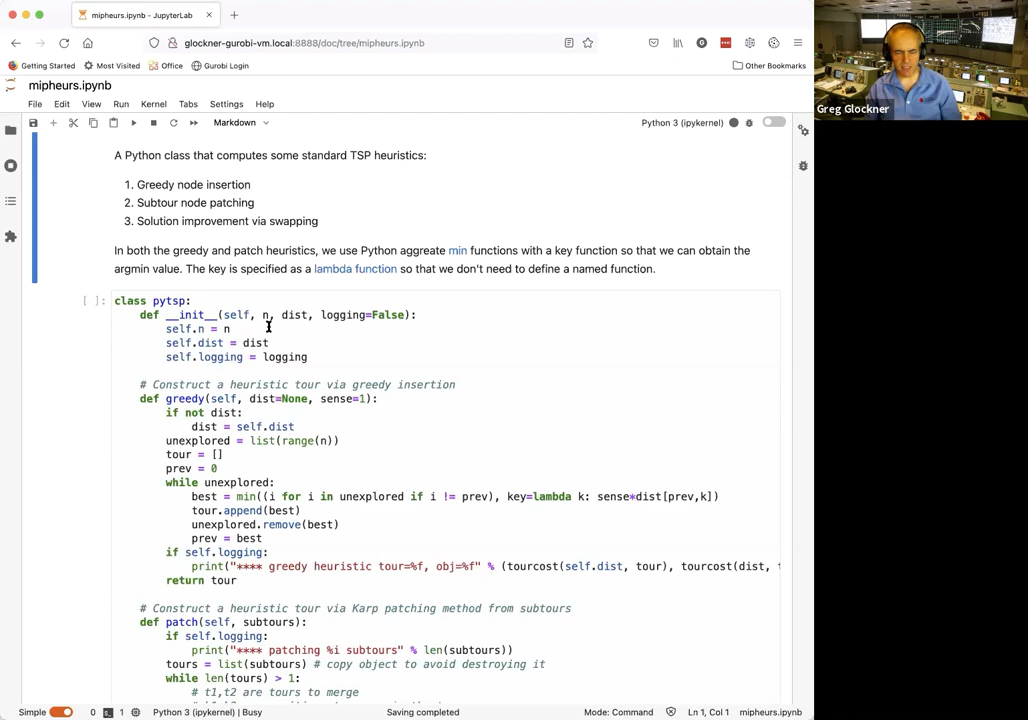 mipheurs.ipynb - JupyterLab
glockner-gurobi-vm.local:8888/doc/tree/mipheurs.ipynb
Getting Started Most Visited Office Gurobi Login Other Bookmarks
mipheurs.ipynb
File Edit View Run Kernel Tabs Settings Help
Markdown Python 3 (ipykernel)
Greg Glockner
A Python class that computes some standard TSP heuristics:
1. Greedy node insertion
2. Subtour node patching
3. Solution improvement via swapping
In both the greedy and patch heuristics, we use Python aggreate min functions with a key function so that we can obtain the
argmin value. The key is specified as a lambda function so that we don't need to define a named function.
[ ]: class pytsp:
def __init__(self, n, dist, logging=False):
self.n = n
self.dist = dist
self.logging = logging
# Construct a heuristic tour via greedy insertion
def greedy(self, dist=None, sense=1):
if not dist:
dist = self.dist
unexplored = list(range(n))
tour = []
prev = 0
while unexplored:
best = min((i for i in unexplored if i != prev), key=lambda k: sense*dist[prev,k])
tour.append(best)
unexplored.remove(best)
prev = best
if self.logging:
print("**** greedy heuristic tour=%f, obj=%f" % (tourcost(self.dist, tour), tourcost(dist,
return tour
# Construct a heuristic tour via Karp patching method from subtours
def patch(self, subtours):
if self.logging:
print("**** patching %i subtours" % len(subtours))
tours = list(subtours) # copy object to avoid destroying it
while len(tours) > 1:
# t1,t2 are tours to merge
Simple 0 1 Python 3 (ipykernel) | Busy Saving completed Mode: Command Ln 1, Col 1 mipheurs.ipynb